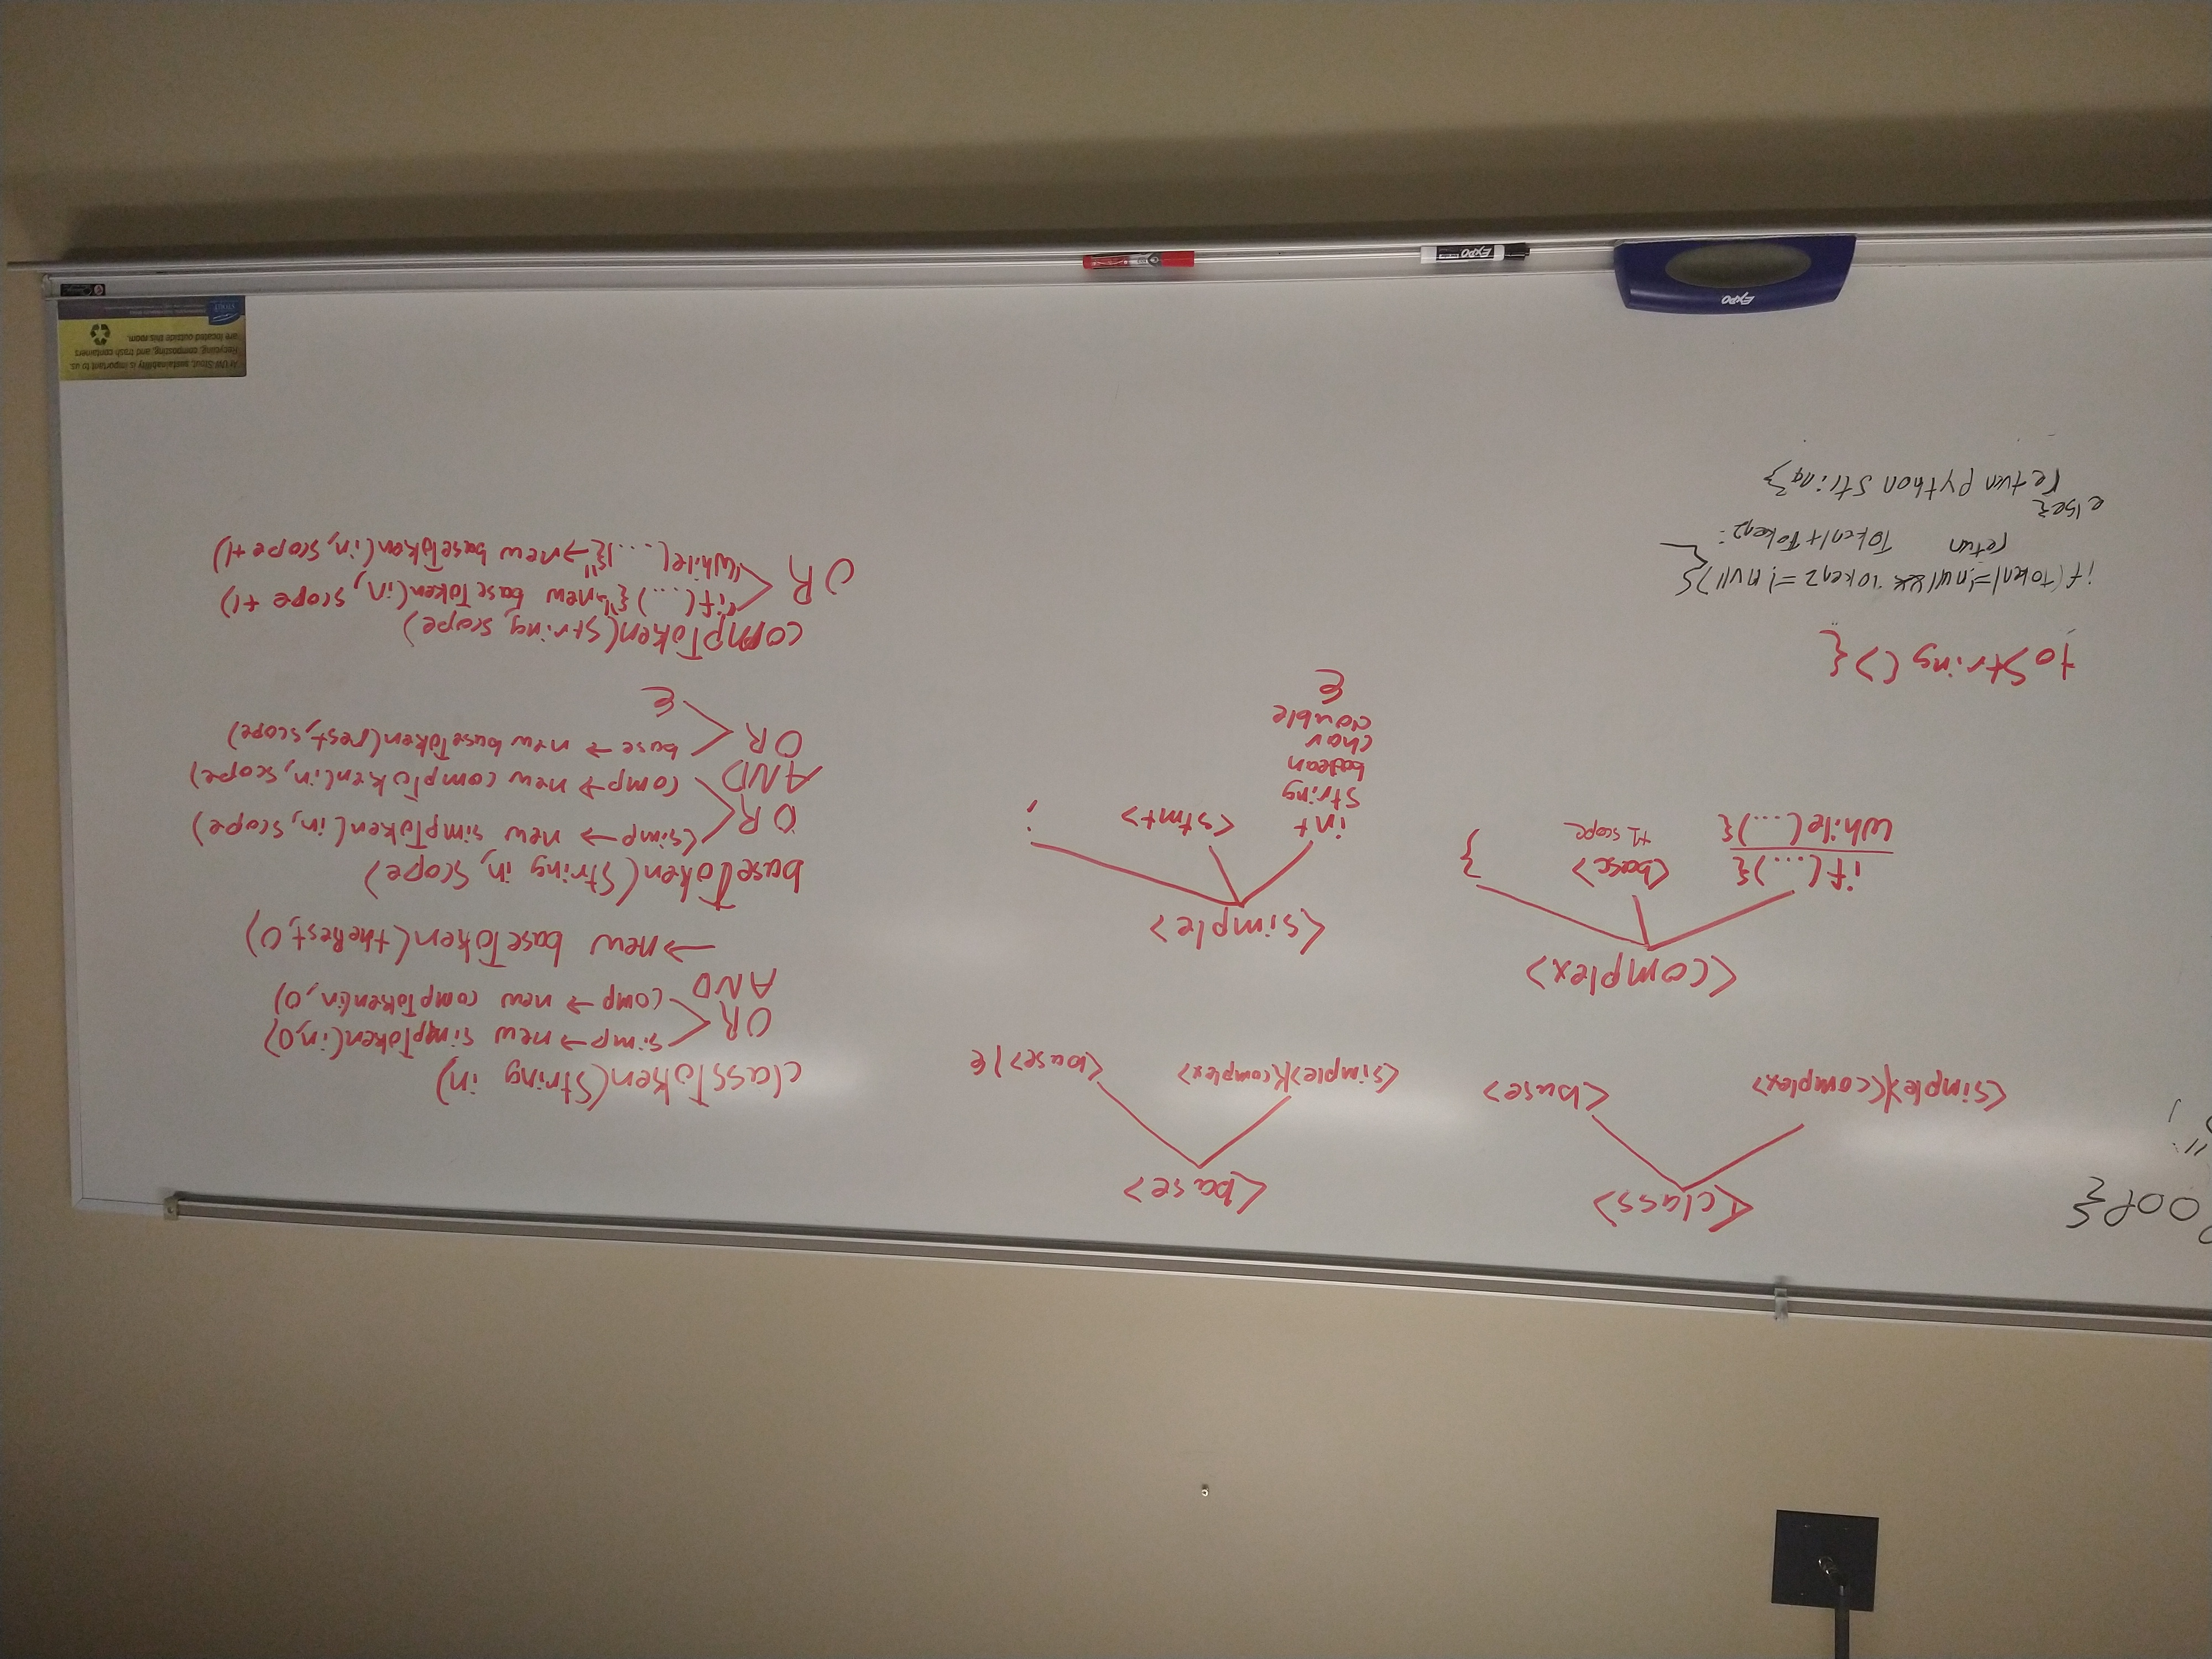 oop{
";
<class>
<simple>|<complex>
<base>
<base>
<simple>|<complex>
<base>|ε
<complex>
if(...){
while(...){
<base>
+1 scope
}
<simple>
int
string
boolean
char
double
ε
<stmt>
;
toString(){
if(token1=!null && token2=!null){
return Token1+Token2;
else{
return python string}
classToken(String in)
OR simp→new simpToken(in,0)
comp→ new compToken(in,0)
AND
→new baseToken(theRest,0)
baseToken(String in, scope)
OR (simp→ new simpToken(in, scope)
comp→new compToken(in, scope)
AND
OR base→ new baseToken(rest, scope)
ε
compToken(string, scope)
OR "if(...){"→new baseToken(in, scope+1)
"while(...){"→new baseToken(in, scope+1)
At UW-Stout, sustainability is important to us.
Recycling, composting, and trash containers
are located outside this room.
STOUT
EXPO
EXPO